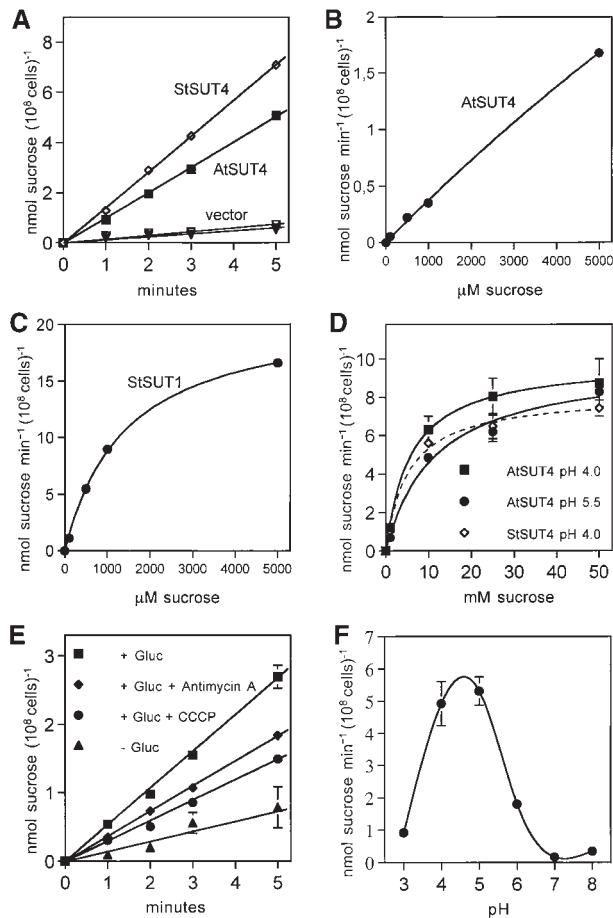 A
nmol sucrose (10⁸ cells)⁻¹
8
6
4
2
0
StSUT4
AtSUT4
vector
0 1 2 3 4 5
minutes
B
nmol sucrose min⁻¹ (10⁸ cells)⁻¹
2
1,5
1
0,5
0
AtSUT4
0 1000 2000 3000 4000 5000
µM sucrose
C
nmol sucrose min⁻¹ (10⁸ cells)⁻¹
20
15
10
5
0
StSUT1
0 1000 2000 3000 4000 5000
µM sucrose
D
nmol sucrose min⁻¹ (10⁸ cells)⁻¹
10
8
6
4
2
0
AtSUT4 pH 4.0
AtSUT4 pH 5.5
StSUT4 pH 4.0
0 10 20 30 40 50
mM sucrose
E
nmol sucrose (10⁸ cells)⁻¹
3
2
1
0
+ Gluc
+ Gluc + Antimycin A
+ Gluc + CCCP
- Gluc
0 1 2 3 4 5
minutes
F
nmol sucrose min⁻¹ (10⁸ cells)⁻¹
7
6
5
4
3
2
1
0
3 4 5 6 7 8
pH